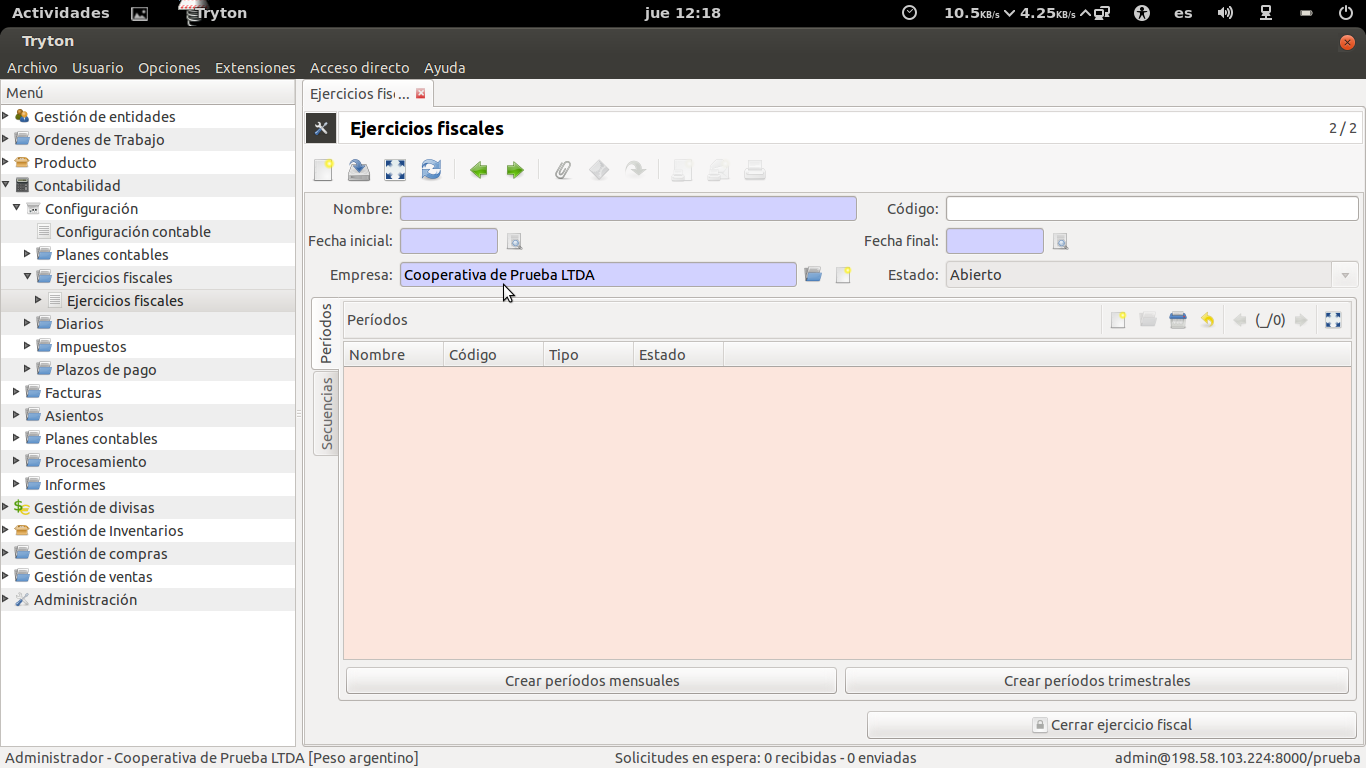 Actividades Tryton jue 12:18 10.5KB/s 4.25KB/s es
Tryton
Archivo Usuario Opciones Extensiones Acceso directo Ayuda
Menú
Gestión de entidades
Ordenes de Trabajo
Producto
Contabilidad
Configuración
Configuración contable
Planes contables
Ejercicios fiscales
Ejercicios fiscales
Diarios
Impuestos
Plazos de pago
Facturas
Asientos
Planes contables
Procesamiento
Informes
Gestión de divisas
Gestión de Inventarios
Gestión de compras
Gestión de ventas
Administración
Ejercicios fis...
Ejercicios fiscales 2 / 2
Nombre: Código:
Fecha inicial: Fecha final:
Empresa: Cooperativa de Prueba LTDA Estado: Abierto
Períodos
Secuencias
Períodos (_/0)
Nombre Código Tipo Estado
Crear períodos mensuales Crear períodos trimestrales
Cerrar ejercicio fiscal
Administrador - Cooperativa de Prueba LTDA [Peso argentino] Solicitudes en espera: 0 recibidas - 0 enviadas admin@198.58.103.224:8000/prueba